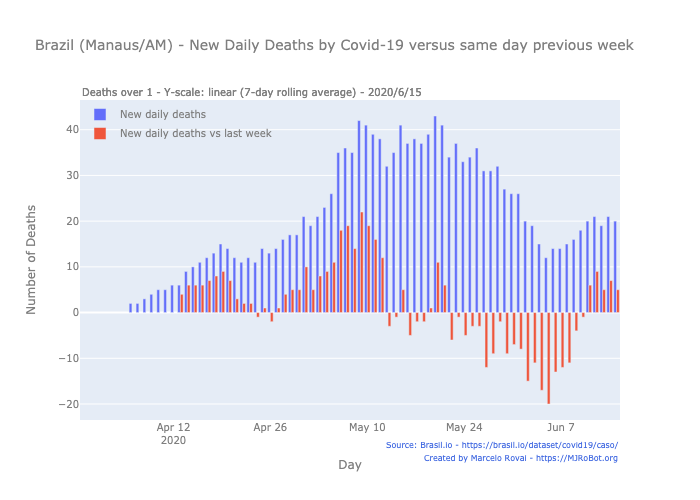 Brazil (Manaus/AM) - New Daily Deaths by Covid-19 versus same day previous week
Deaths over 1 - Y-scale: linear (7-day rolling average) - 2020/6/15
New daily deaths
New daily deaths vs last week
40
30
20
10
0
−10
−20
Number of Deaths
Apr 12
2020
Apr 26
May 10
May 24
Jun 7
Day
Source: Brasil.io - https://brasil.io/dataset/covid19/caso/
Created by Marcelo Rovai - https://MJRoBot.org